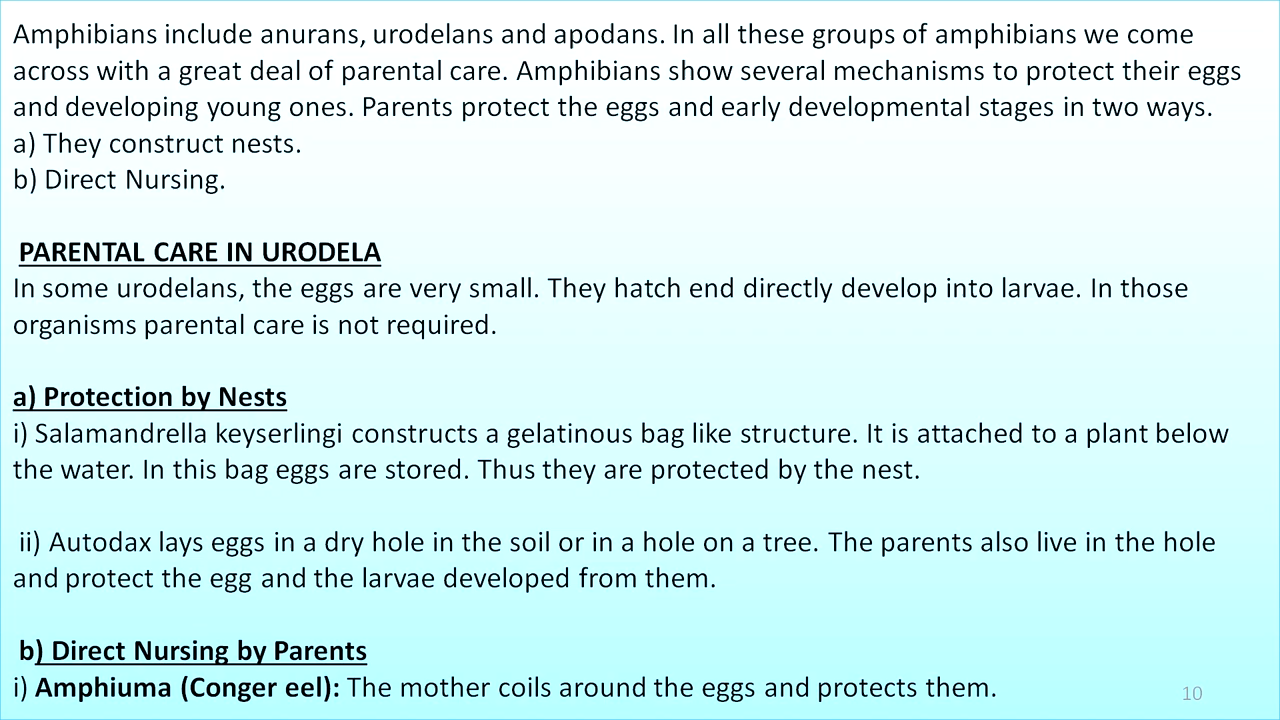 Amphibians include anurans, urodelans and apodans. In all these groups of amphibians we come
across with a great deal of parental care. Amphibians show several mechanisms to protect their eggs
and developing young ones. Parents protect the eggs and early developmental stages in two ways.
a) They construct nests.
b) Direct Nursing.
PARENTAL CARE IN URODELA
In some urodelans, the eggs are very small. They hatch end directly develop into larvae. In those
organisms parental care is not required.
a) Protection by Nests
i) Salamandrella keyserlingi constructs a gelatinous bag like structure. It is attached to a plant below
the water. In this bag eggs are stored. Thus they are protected by the nest.
ii) Autodax lays eggs in a dry hole in the soil or in a hole on a tree. The parents also live in the hole
and protect the egg and the larvae developed from them.
b) Direct Nursing by Parents
i) Amphiuma (Conger eel): The mother coils around the eggs and protects them.
10